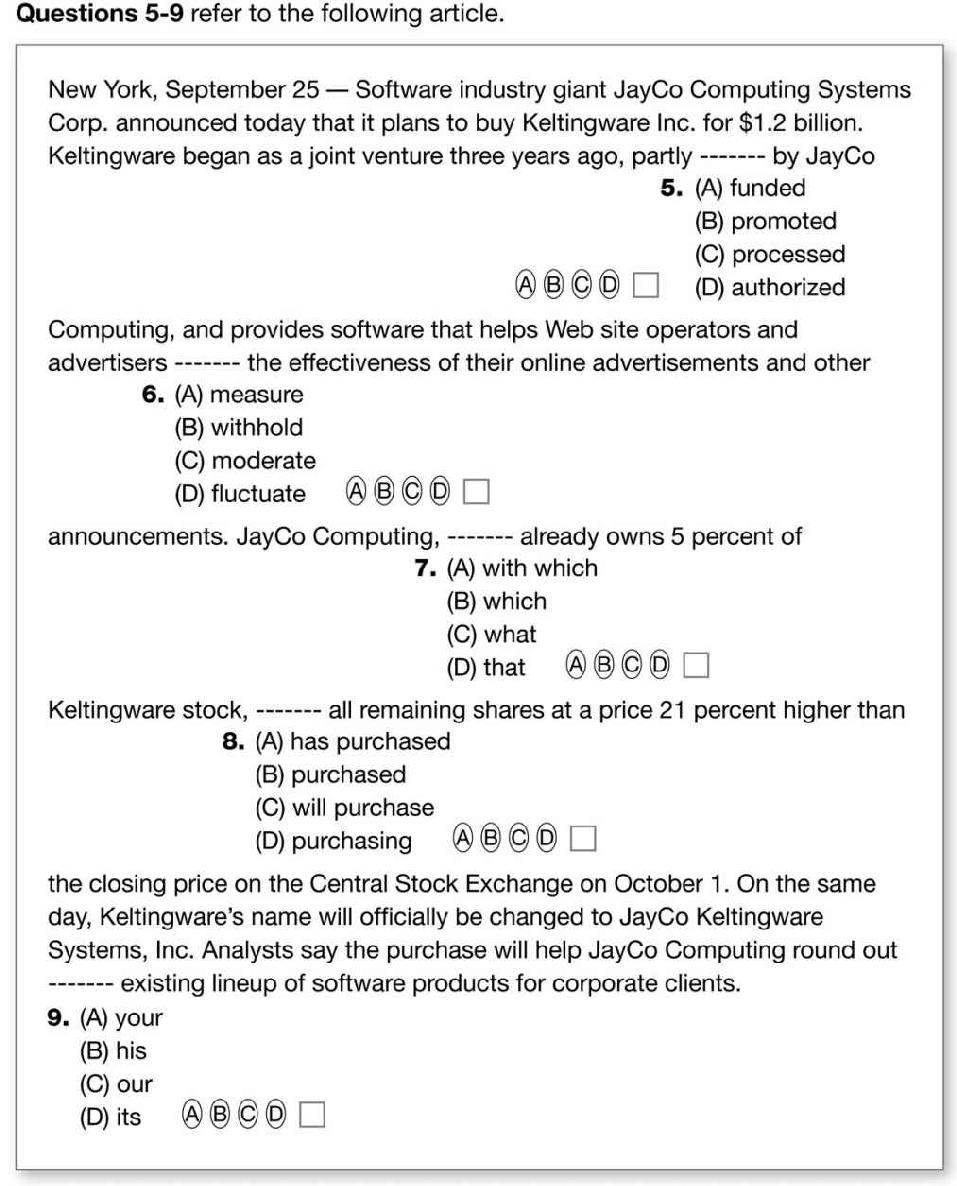 Questions 5-9 refer to the following article.
New York, September 25 — Software industry giant JayCo Computing Systems
Corp. announced today that it plans to buy Keltingware Inc. for $1.2 billion.
Keltingware began as a joint venture three years ago, partly ------- by JayCo
5. (A) funded
(B) promoted
(C) processed
Ⓐ Ⓑ Ⓒ Ⓓ □ (D) authorized
Computing, and provides software that helps Web site operators and
advertisers ------- the effectiveness of their online advertisements and other
6. (A) measure
(B) withhold
(C) moderate
(D) fluctuate Ⓐ Ⓑ Ⓒ Ⓓ □
announcements. JayCo Computing, ------- already owns 5 percent of
7. (A) with which
(B) which
(C) what
(D) that Ⓐ Ⓑ Ⓒ Ⓓ □
Keltingware stock, ------- all remaining shares at a price 21 percent higher than
8. (A) has purchased
(B) purchased
(C) will purchase
(D) purchasing Ⓐ Ⓑ Ⓒ Ⓓ □
the closing price on the Central Stock Exchange on October 1. On the same
day, Keltingware's name will officially be changed to JayCo Keltingware
Systems, Inc. Analysts say the purchase will help JayCo Computing round out
------- existing lineup of software products for corporate clients.
9. (A) your
(B) his
(C) our
(D) its Ⓐ Ⓑ Ⓒ Ⓓ □